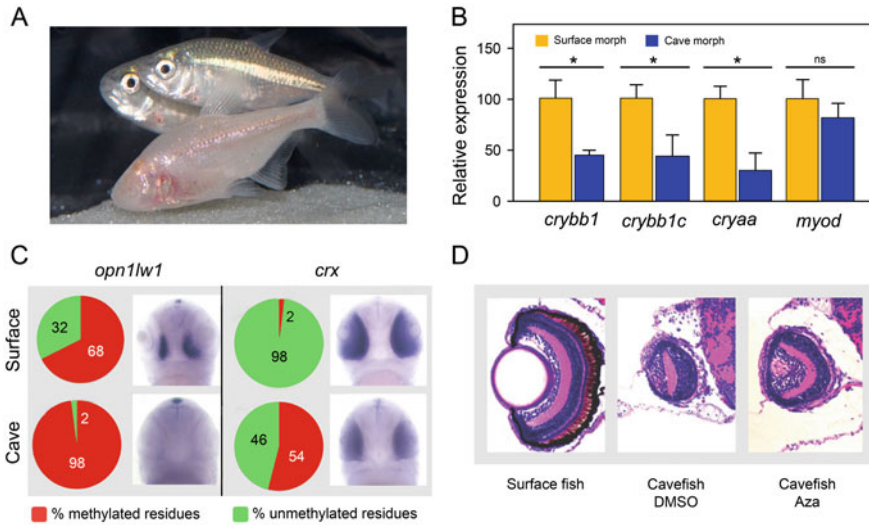 A
B
Surface morph
Cave morph
Relative expression
150
100
50
0
*
*
*
ns
crybb1
crybb1c
cryaa
myod
C
opn1lw1
crx
Surface
32
68
2
98
Cave
2
98
46
54
% methylated residues
% unmethylated residues
D
Surface fish
Cavefish
DMSO
Cavefish
Aza